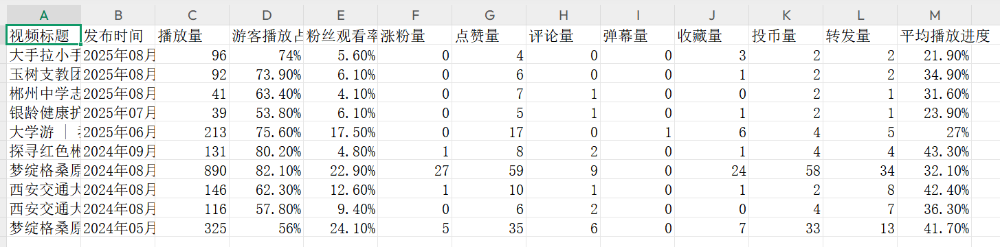 A B C D E F G H I J K L M
视频标题 发布时间 播放量 游客播放占 粉丝观看率 涨粉量 点赞量 评论量 弹幕量 收藏量 投币量 转发量 平均播放进度
大手拉小手 2025年08月 96 74% 5.60% 0 4 0 0 3 2 2 21.90%
玉树支教团 2025年08月 92 73.90% 6.10% 0 6 0 0 1 2 2 34.90%
郴州中学志 2025年08月 41 63.40% 4.10% 0 7 1 0 0 2 1 31.60%
银龄健康护 2025年07月 39 53.80% 6.10% 0 5 1 0 1 2 1 23.90%
大学游 | 2025年06月 213 75.60% 17.50% 0 17 0 1 6 4 5 27%
探寻红色郴 2024年09月 131 80.20% 4.80% 1 8 2 0 1 4 4 43.30%
梦绽格桑原 2024年08月 890 82.10% 22.90% 27 59 9 0 24 58 34 32.10%
西安交通大 2024年08月 146 62.30% 12.60% 1 10 1 0 1 2 8 42.40%
西安交通大 2024年08月 116 57.80% 9.40% 0 6 2 0 0 4 7 36.30%
梦绽格桑原 2024年05月 325 56% 24.10% 5 35 6 0 7 33 13 41.70%